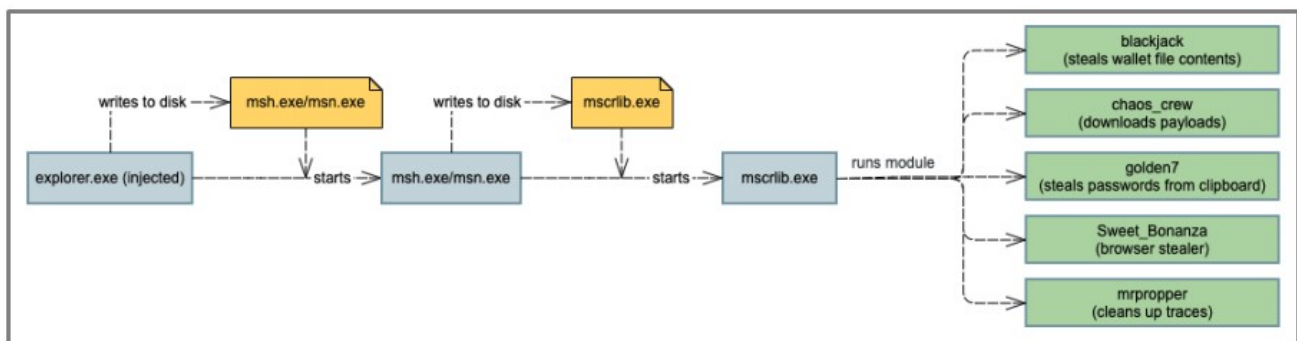 writes to disk
msh.exe/msn.exe
writes to disk
mscrlib.exe
explorer.exe (injected)
starts
msh.exe/msn.exe
starts
mscrlib.exe
runs module
blackjack
(steals wallet file contents)
chaos_crew
(downloads payloads)
golden7
(steals passwords from clipboard)
Sweet_Bonanza
(browser stealer)
mrpropper
(cleans up traces)